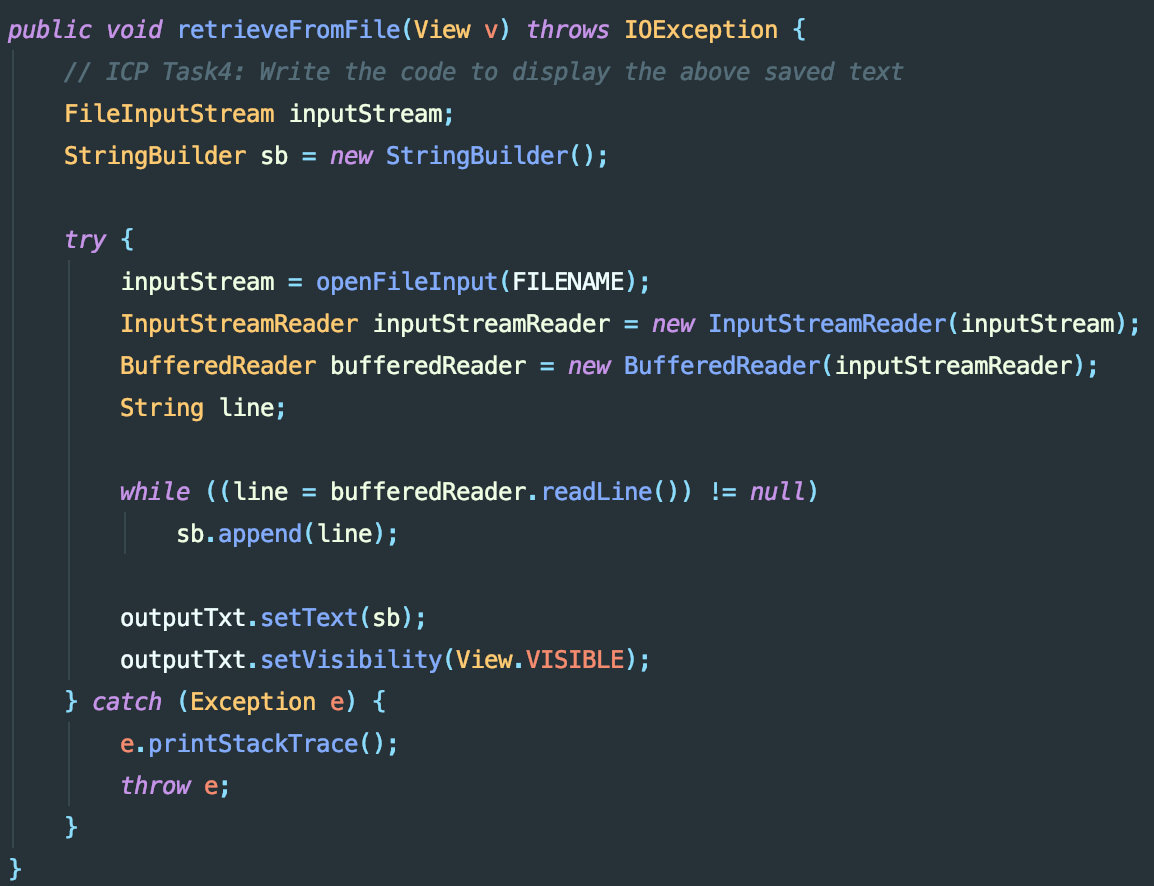 public void retrieveFromFile(View v) throws IOException {
// ICP Task4: Write the code to display the above saved text
FileInputStream inputStream;
StringBuilder sb = new StringBuilder();
try {
inputStream = openFileInput(FILENAME);
InputStreamReader inputStreamReader = new InputStreamReader(inputStream);
BufferedReader bufferedReader = new BufferedReader(inputStreamReader);
String line;
while ((line = bufferedReader.readLine()) != null)
sb.append(line);
outputTxt.setText(sb);
outputTxt.setVisibility(View.VISIBLE);
} catch (Exception e) {
e.printStackTrace();
throw e;
}
}